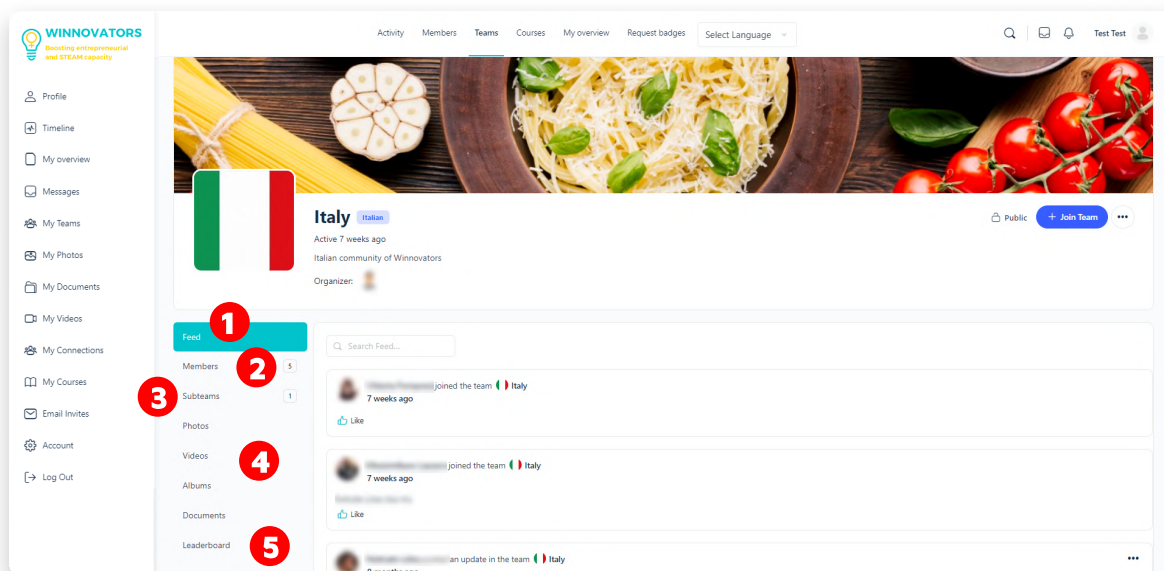 WINNOVATORS
Boosting entrepreneurial
and STEAM capacity
Activity Members Teams Courses My overview Request badges Select Language Test Test
Profile
Timeline
My overview
Messages
My Teams
My Photos
My Documents
My Videos
My Connections
My Courses
Email Invites
Account
Log Out
Italy Italian
Public + Join Team
Active 7 weeks ago
Italian community of Winnovators
Organizer:
1
Feed
2
Members 5
3
Subteams 1
Photos
4
Videos
Albums
Documents
5
Leaderboard
Search Feed...
joined the team Italy
7 weeks ago
Like
joined the team Italy
7 weeks ago
Like
an update in the team Italy